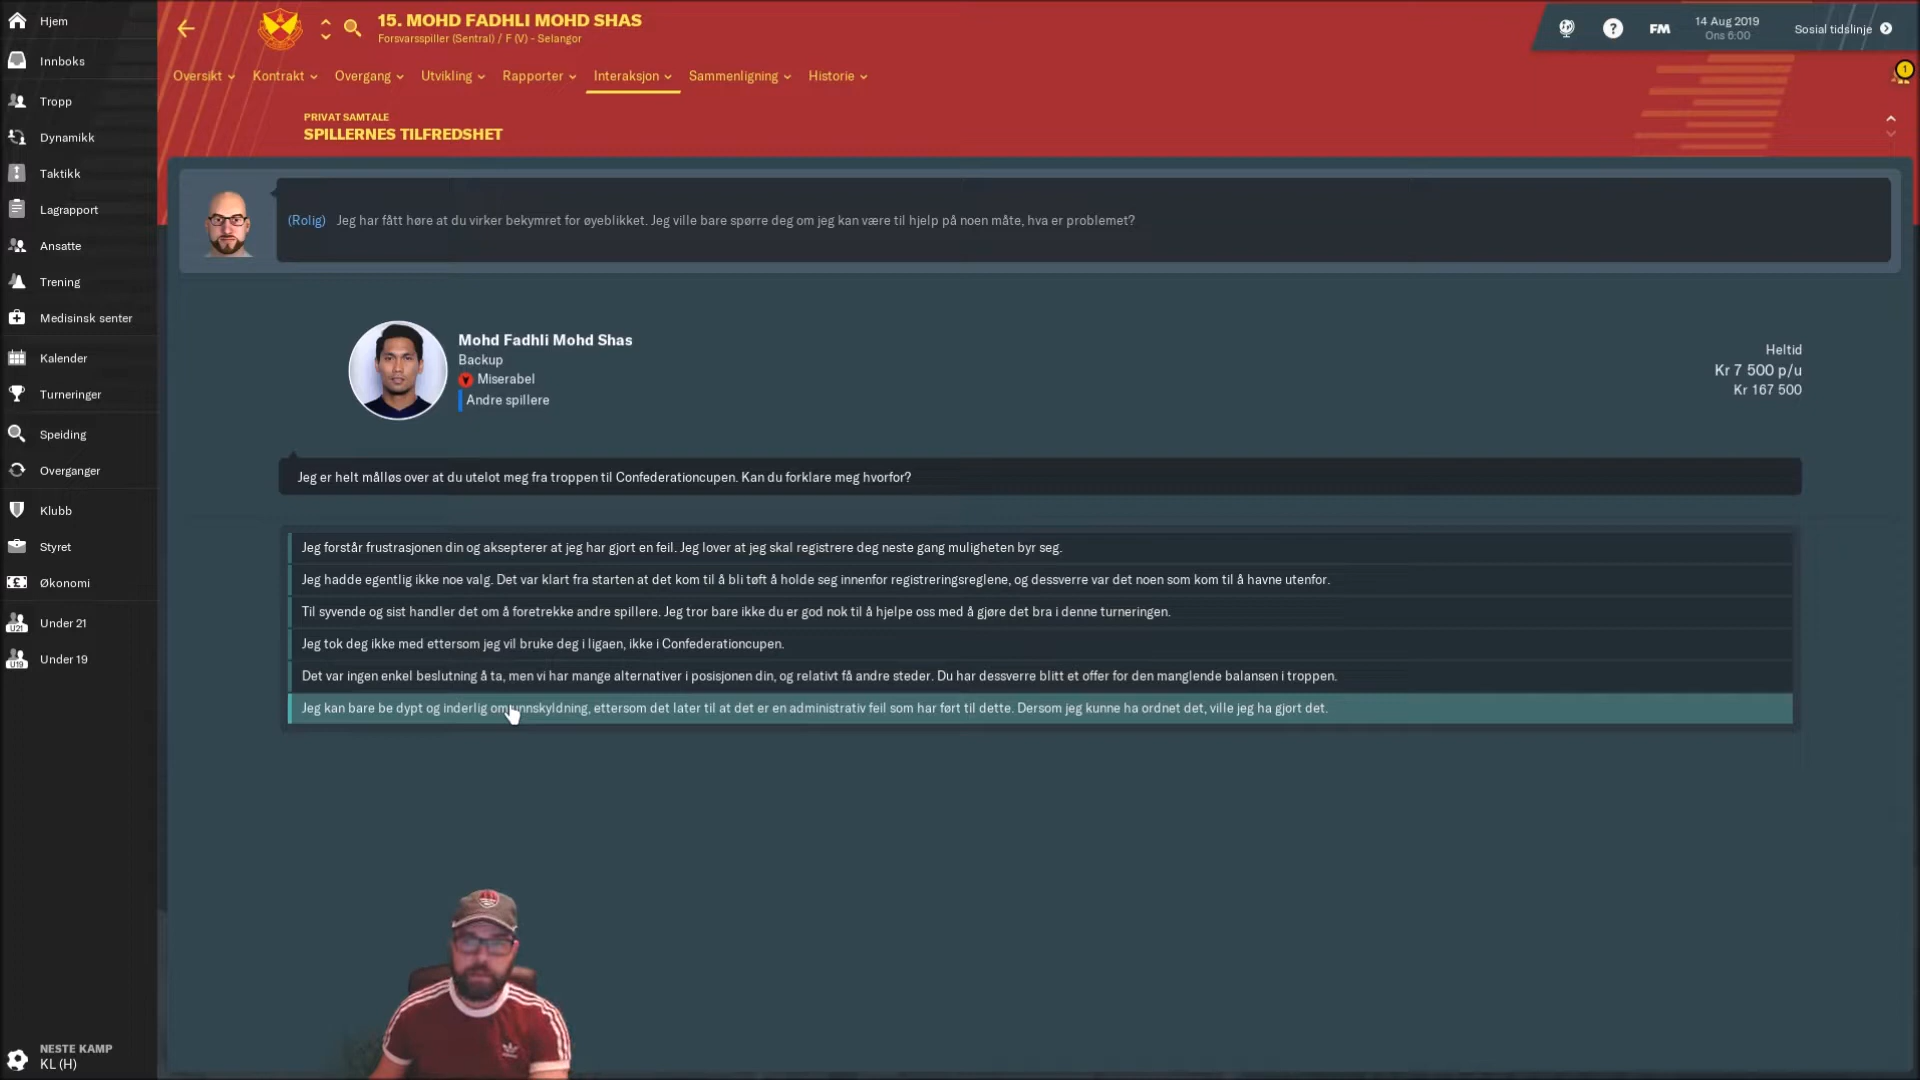 Hjem
Innboks
Tropp
Dynamikk
Taktikk
Lagrapport
Ansatte
Trening
Medisinsk senter
Kalender
Turneringer
Speiding
Overganger
Klubb
Styret
Økonomi
U21
Under 21
U19
Under 19
NESTE KAMP
KL (H)
15. MOHD FADHLI MOHD SHAS
Forsvarsspiller (Sentral) / F (V) - Selangor
FM
14 Aug 2019
Ons 6:00
Sosial tidslinje
Oversikt
Kontrakt
Overgang
Utvikling
Rapporter
Interaksjon
Sammenligning
Historie
1
PRIVAT SAMTALE
SPILLERNES TILFREDSHET
(Rolig) Jeg har fått høre at du virker bekymret for øyeblikket. Jeg ville bare spørre deg om jeg kan være til hjelp på noen måte, hva er problemet?
Mohd Fadhli Mohd Shas
Backup
Miserabel
Andre spillere
Heltid
Kr 7 500 p/u
Kr 167 500
Jeg er helt målløs over at du utelot meg fra troppen til Confederationcupen. Kan du forklare meg hvorfor?
Jeg forstår frustrasjonen din og aksepterer at jeg har gjort en feil. Jeg lover at jeg skal registrere deg neste gang muligheten byr seg.
Jeg hadde egentlig ikke noe valg. Det var klart fra starten at det kom til å bli tøft å holde seg innenfor registreringsreglene, og dessverre var det noen som kom til å havne utenfor.
Til syvende og sist handler det om å foretrekke andre spillere. Jeg tror bare ikke du er god nok til å hjelpe oss med å gjøre det bra i denne turneringen.
Jeg tok deg ikke med ettersom jeg vil bruke deg i ligaen, ikke i Confederationcupen.
Det var ingen enkel beslutning å ta, men vi har mange alternativer i posisjonen din, og relativt få andre steder. Du har dessverre blitt et offer for den manglende balansen i troppen.
Jeg kan bare be dypt og inderlig om unnskyldning, ettersom det later til at det er en administrativ feil som har ført til dette. Dersom jeg kunne ha ordnet det, ville jeg ha gjort det.